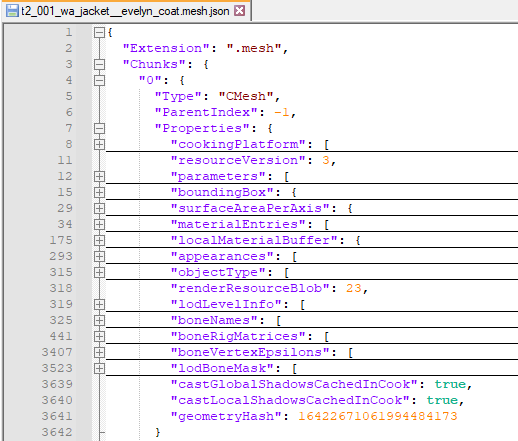 t2_001_wa_jacket__evelyn_coat.mesh.json
1 {
2 "Extension": ".mesh",
3 "Chunks": {
4 "0": {
5 "Type": "CMesh",
6 "ParentIndex": -1,
7 "Properties": {
8 "cookingPlatform": [
11 "resourceVersion": 3,
12 "parameters": [
15 "boundingBox": {
29 "surfaceAreaPerAxis": {
34 "materialEntries": [
175 "localMaterialBuffer": {
293 "appearances": [
315 "objectType": [
318 "renderResourceBlob": 23,
319 "lodLevelInfo": [
325 "boneNames": [
441 "boneRigMatrices": [
3407 "boneVertexEpsilons": [
3523 "lodBoneMask": [
3639 "castGlobalShadowsCachedInCook": true,
3640 "castLocalShadowsCachedInCook": true,
3641 "geometryHash": 16422671061994484173
3642 }